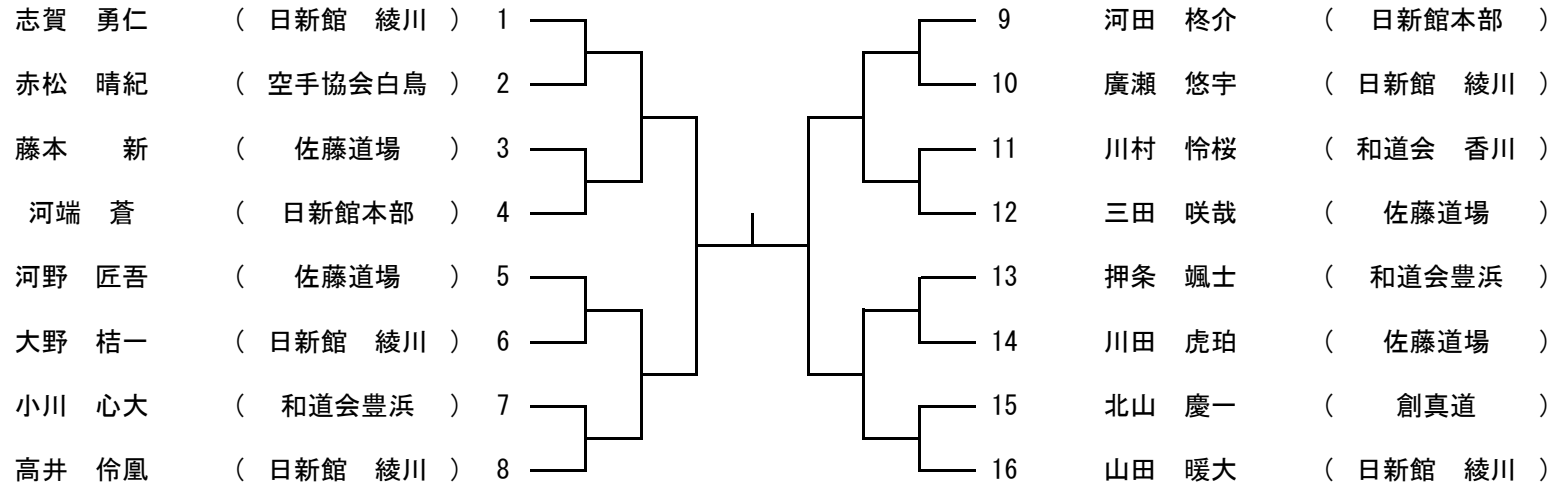 志賀　勇仁 （ 日新館　綾川 ） 1
赤松　晴紀 （ 空手協会白鳥 ） 2
藤本　　新 （ 佐藤道場 ） 3
河端　蒼 （ 日新館本部 ） 4
河野　匠吾 （ 佐藤道場 ） 5
大野　桔一 （ 日新館　綾川 ） 6
小川　心大 （ 和道会豊浜 ） 7
高井　伶凰 （ 日新館　綾川 ） 8
9 河田　柊介 （ 日新館本部 ）
10 廣瀬　悠宇 （ 日新館　綾川 ）
11 川村　怜桜 （ 和道会　香川 ）
12 三田　咲哉 （ 佐藤道場 ）
13 押条　颯士 （ 和道会豊浜 ）
14 川田　虎珀 （ 佐藤道場 ）
15 北山　慶一 （ 創真道 ）
16 山田　暖大 （ 日新館　綾川 ）